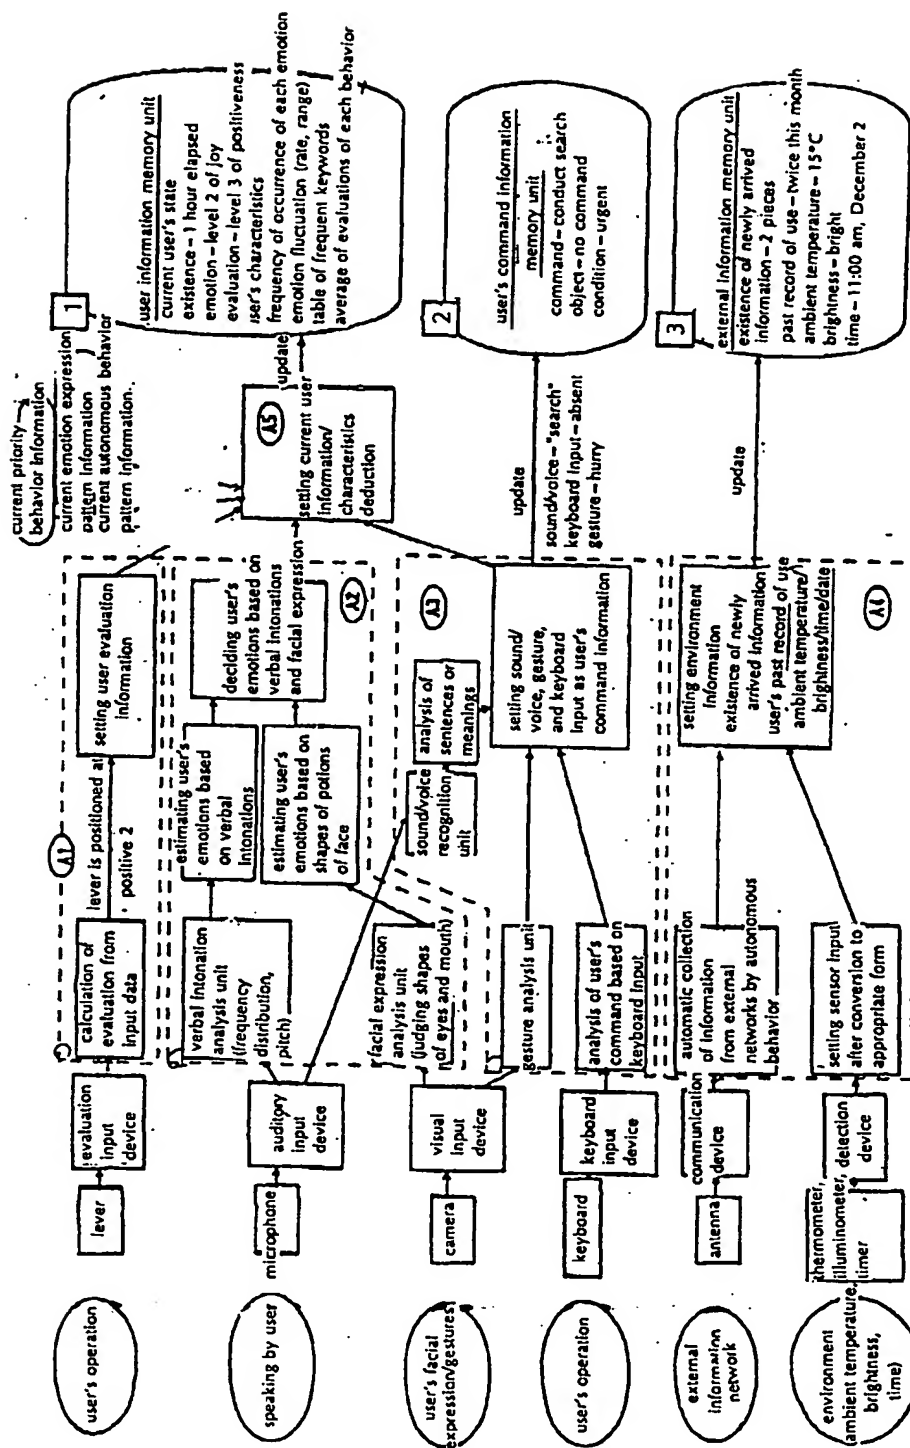 user's operation
lever
evaluation
input
device
calculation of
evaluation from
input data
A1
lever is positioned at
positive 2
setting user evaluation
information
current priority
behavior information
current emotion expression
pattern information
current autonomous behavior
pattern information
speaking by user
microphone
auditory
input
device
verbal intonation
analysis unit
(frequency
distribution,
pitch)
estimating user's
emotions based
on verbal
intonations
estimating user's
emotions based on
shapes of potions
of face
deciding user's
emotions based on
verbal intonations
and facial expression
A2
A5
setting current user
information/
characteristics
deduction
update
1
user information memory unit
current user's state
existence – 1 hour elapsed
emotion – level 2 of joy
evaluation – level 3 of positiveness
user's characteristics
frequency of occurrence of each emotion
emotion fluctuation (rate, range)
table of frequent keywords
average of evaluations of each behavior
user's facial
expression/gestures
camera
visual
input
device
facial expression
analysis unit
(judging shapes
of eyes and mouth)
gesture analysis unit
sound/voice
recognition
unit
analysis of
sentences or
meanings
A3
setting sound/
voice, gesture,
and keyboard
input as user's
command information
update
sound/voice – "search"
keyboard input – absent
gesture – hurry
2
user's command information
memory unit
command – conduct search
object – no command
condition – urgent
user's operation
keyboard
keyboard
input
device
analysis of user's
command based on
keyboard input
external
information
network
antenna
communication
device
automatic collection
of information
from external
networks by autonomous
behavior
setting environment
information
existence of newly
arrived information
user's past record of use
ambient temperature/
brightness/time/date
A4
update
3
external information memory unit
existence of newly arrived
information – 2 pieces
past record of use – twice this month
ambient temperature – 15°C
brightness – bright
time – 11:00 am, December 2
environment
ambient temperature,
brightness,
time)
thermometer,
illuminometer,
timer
detection
device
setting sensor input
after conversion to
appropriate form